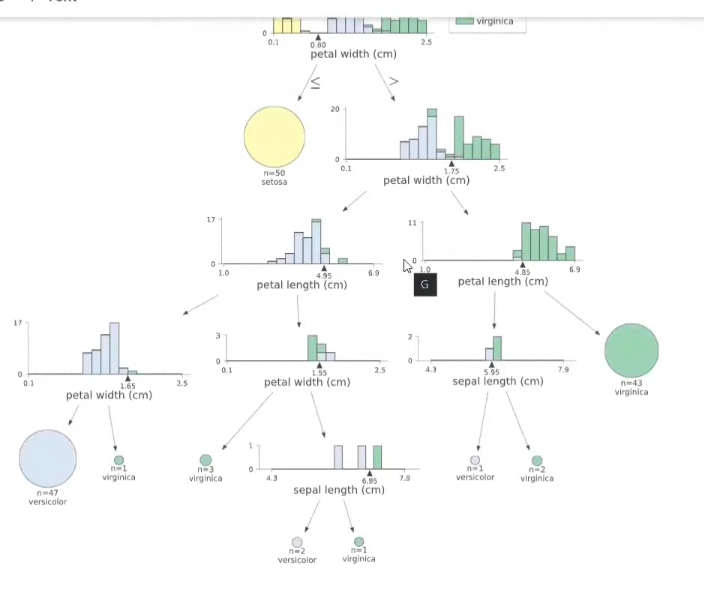 virginica
0
0.1
0.80
2.5
petal width (cm)
≤
>
20
0
n=50
setosa
0.1
1.75
2.5
petal width (cm)
17
0
1.0
4.95
6.9
petal length (cm)
11
0
1.0
4.85
6.9
G
petal length (cm)
17
0
0.1
1.65
2.5
petal width (cm)
3
0
0.1
1.55
2.5
petal width (cm)
2
0
4.3
5.95
7.9
sepal length (cm)
n=43
virginica
n=47
versicolor
n=1
virginica
n=3
virginica
1
0
4.3
6.95
7.9
sepal length (cm)
n=1
versicolor
n=2
virginica
n=2
versicolor
n=1
virginica